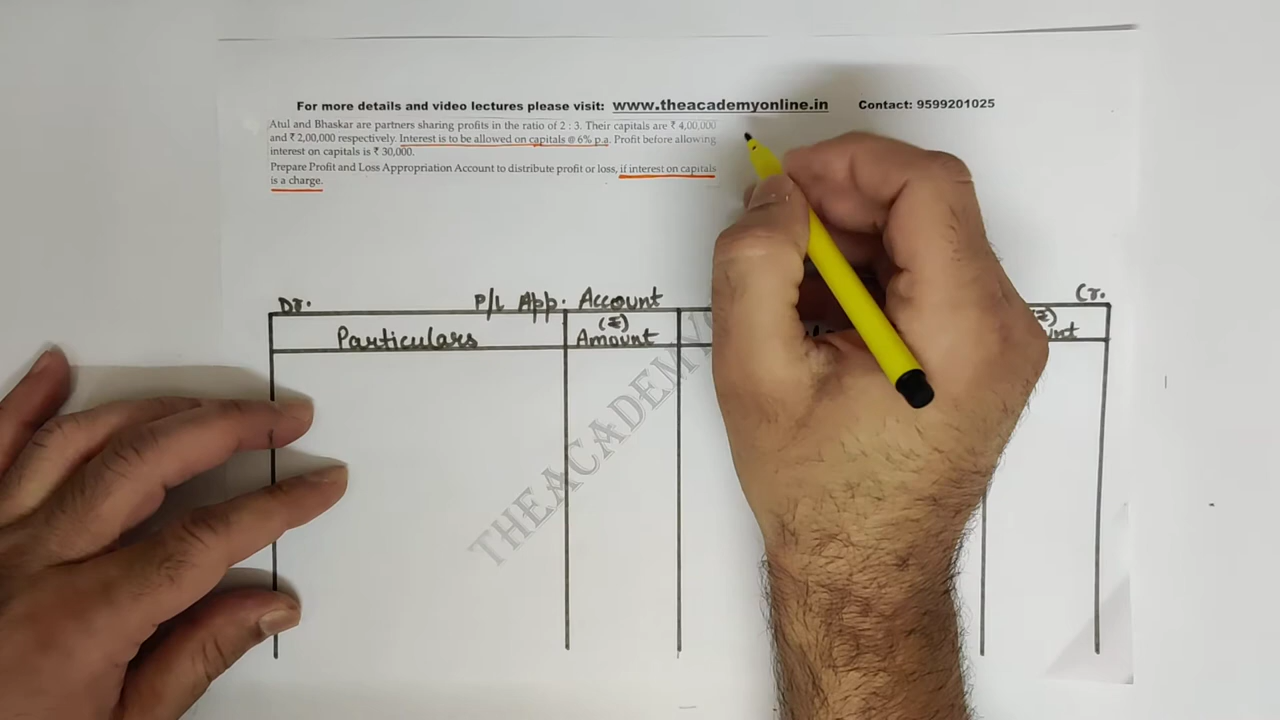 For more details and video lectures please visit: www.theacademyonline.in Contact: 9599201025
Atul and Bhaskar are partners sharing profits in the ratio of 2 : 3. Their capitals are ₹ 4,00,000
and ₹ 2,00,000 respectively. Interest is to be allowed on capitals @ 6% p.a. Profit before allowing
interest on capitals is ₹ 30,000.
Prepare Profit and Loss Appropriation Account to distribute profit or loss, if interest on capitals
is a charge.
Dr. P/L App. Account Cr.
Particulars (₹) (₹)
Amount
THEACADEMYO